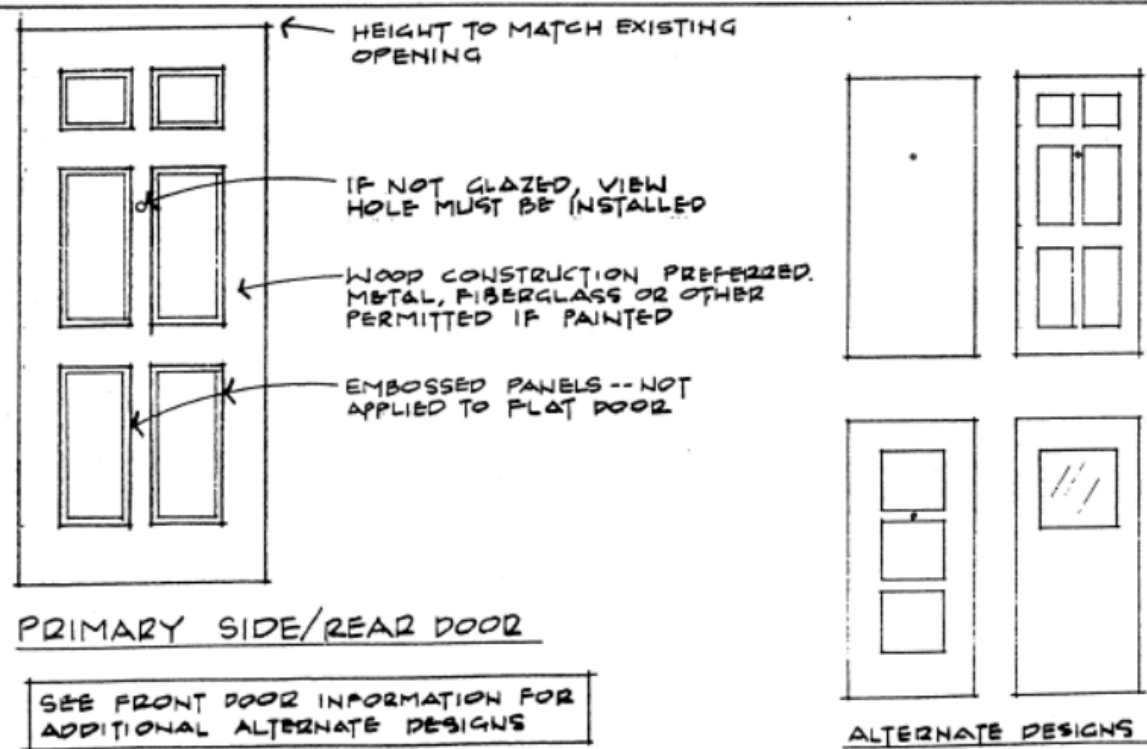 HEIGHT TO MATCH EXISTING
OPENING
IF NOT GLAZED, VIEW
HOLE MUST BE INSTALLED
WOOD CONSTRUCTION PREFERRED.
METAL, FIBERGLASS OR OTHER
PERMITTED IF PAINTED
EMBOSSED PANELS -- NOT
APPLIED TO FLAT DOOR
PRIMARY SIDE/REAR DOOR
SEE FRONT DOOR INFORMATION FOR
ADDITIONAL ALTERNATE DESIGNS
ALTERNATE DESIGNS